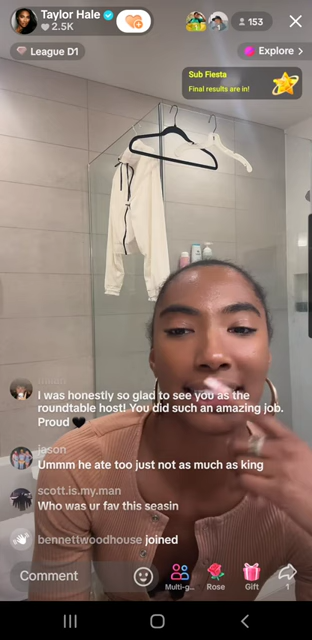 Taylor Hale
2.5K
153
League D1
Explore >
Sub Fiesta
Final results are in!
I was honestly so glad to see you as the
roundtable host! You did such an amazing job.
Proud 🖤
jason
Ummm he ate too just not as much as king
scott.is.my.man
Who was ur fav this seasin
bennettwoodhouse joined
Comment
Multi-g...
Rose
Gift
1